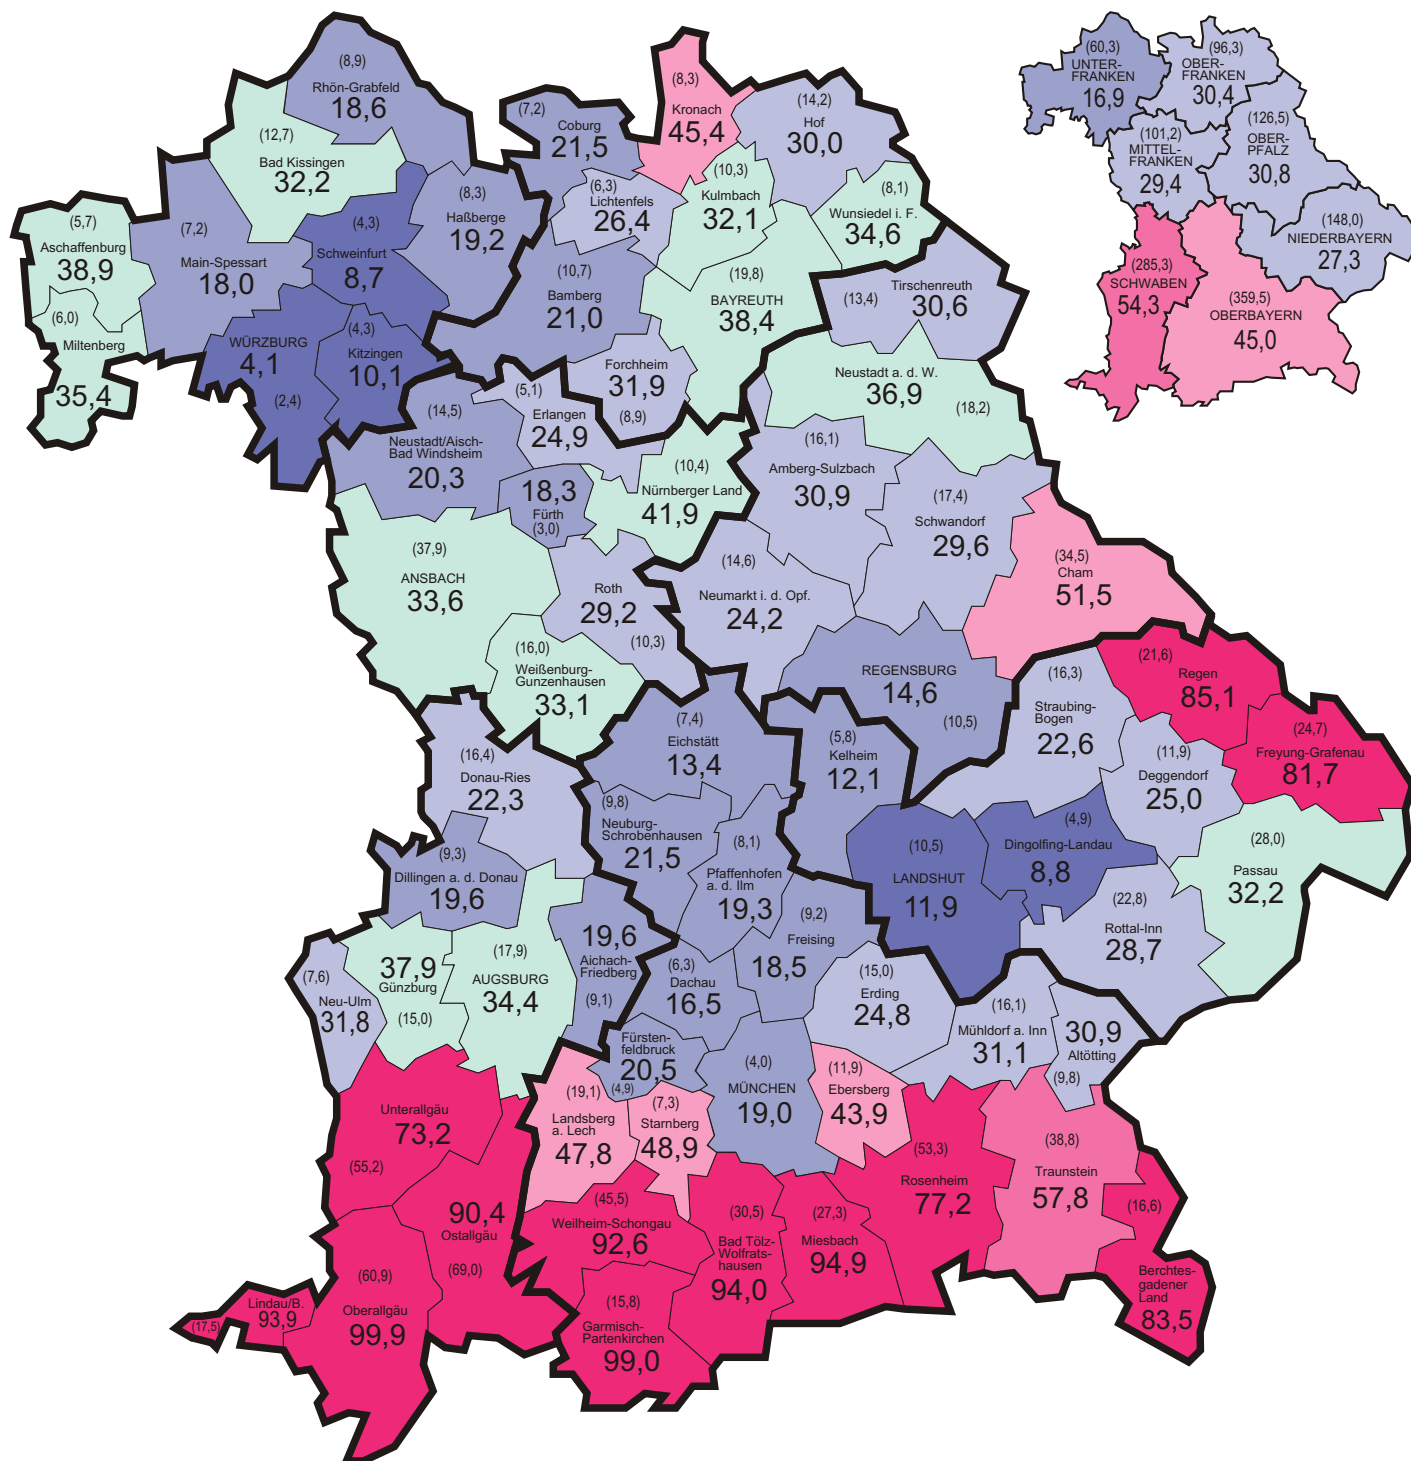 (8,9)
Rhön-Grabfeld
18,6
(12,7)
Bad Kissingen
32,2
(7,2)
Coburg
21,5
(8,3)
Kronach
45,4
(14,2)
Hof
30,0
(6,3)
Lichtenfels
26,4
(10,3)
Kulmbach
32,1
(8,1)
Wunsiedel i. F.
34,6
(5,7)
Aschaffenburg
38,9
(6,0)
Miltenberg
35,4
(7,2)
Main-Spessart
18,0
(4,3)
Schweinfurt
8,7
(8,3)
Haßberge
19,2
WÜRZBURG
4,1
(2,4)
(4,3)
Kitzingen
10,1
(10,7)
Bamberg
21,0
(19,8)
BAYREUTH
38,4
Forchheim
31,9
(8,9)
(13,4)
Tirschenreuth
30,6
Neustadt a. d. W.
36,9
(18,2)
(14,5)
Neustadt/Aisch-
Bad Windsheim
20,3
(5,1)
Erlangen
24,9
18,3
Fürth
(3,0)
(10,4)
Nürnberger Land
41,9
(16,1)
Amberg-Sulzbach
30,9
(17,4)
Schwandorf
29,6
(34,5)
Cham
51,5
(37,9)
ANSBACH
33,6
Roth
29,2
(10,3)
(16,0)
Weißenburg-
Gunzenhausen
33,1
(14,6)
Neumarkt i. d. Opf.
24,2
REGENSBURG
14,6
(10,5)
(16,3)
Straubing-
Bogen
22,6
(21,6)
Regen
85,1
(24,7)
Freyung-Grafenau
81,7
(11,9)
Deggendorf
25,0
(7,4)
Eichstätt
13,4
(5,8)
Kelheim
12,1
(16,4)
Donau-Ries
22,3
(9,8)
Neuburg-
Schrobenhausen
21,5
(8,1)
Pfaffenhofen
a. d. Ilm
19,3
(10,5)
LANDSHUT
11,9
(4,9)
Dingolfing-Landau
8,8
(28,0)
Passau
32,2
(22,8)
Rottal-Inn
28,7
(9,3)
Dillingen a. d. Donau
19,6
19,6
Aichach-
Friedberg
(9,1)
(9,2)
Freising
18,5
(7,6)
Neu-Ulm
31,8
37,9
Günzburg
(15,0)
(17,9)
AUGSBURG
34,4
(6,3)
Dachau
16,5
(15,0)
Erding
24,8
(16,1)
Mühldorf a. Inn
31,1
30,9
Altötting
(9,8)
Fürsten-
feldbruck
20,5
(4,9)
(4,0)
MÜNCHEN
19,0
(11,9)
Ebersberg
43,9
Unterallgäu
73,2
(55,2)
(19,1)
Landsberg
a. Lech
47,8
(7,3)
Starnberg
48,9
(53,3)
Rosenheim
77,2
(38,8)
Traunstein
57,8
(16,6)
Berchtes-
gadener
Land
83,5
90,4
Ostallgäu
(69,0)
(45,5)
Weilheim-Schongau
92,6
(30,5)
Bad Tölz-
Wolfrats-
hausen
94,0
(27,3)
Miesbach
94,9
Lindau/B.
93,9
(17,5)
(60,9)
Oberallgäu
99,9
(15,8)
Garmisch-
Partenkirchen
99,0
(60,3)
UNTER-
FRANKEN
16,9
(96,3)
OBER-
FRANKEN
30,4
(101,2)
MITTEL-
FRANKEN
29,4
(126,5)
OBER-
PFALZ
30,8
(148,0)
NIEDERBAYERN
27,3
(285,3)
SCHWABEN
54,3
(359,5)
OBERBAYERN
45,0